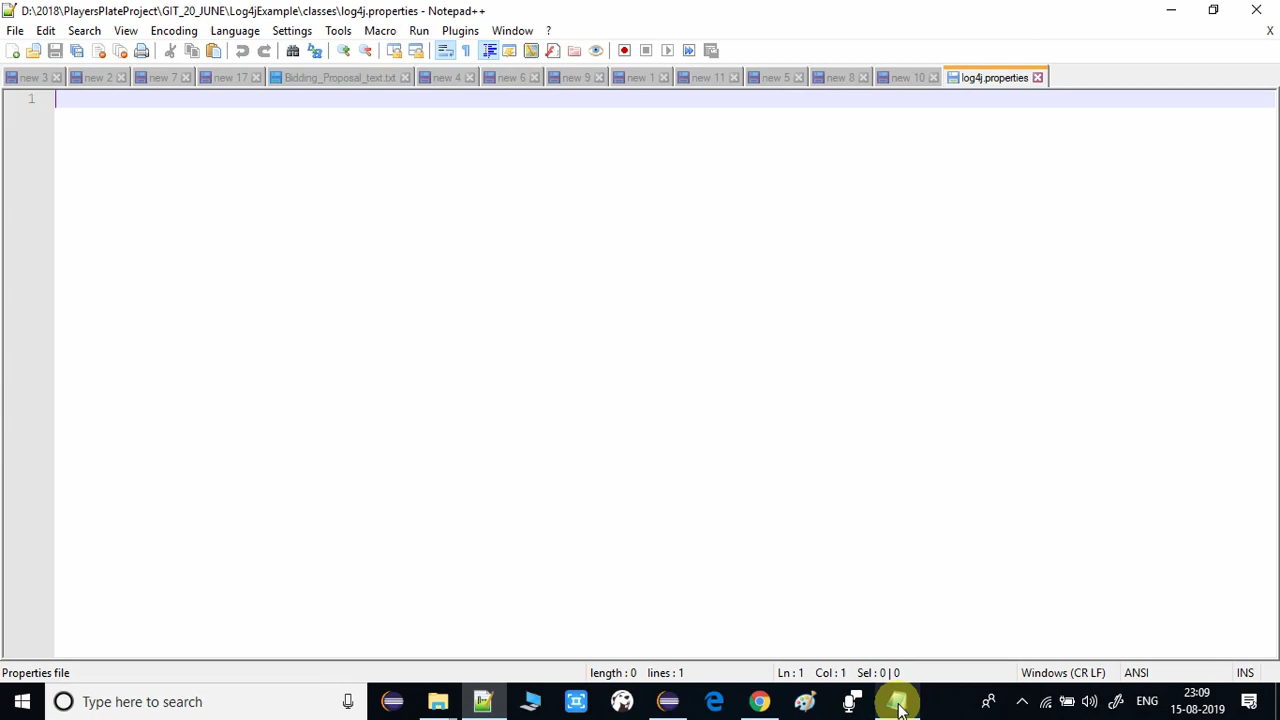 D:\2018\PlayersPlateProject\GIT_20_JUNE\Log4jExample\classes\log4j.properties - Notepad++
File Edit Search View Encoding Language Settings Tools Macro Run Plugins Window ? X
new 3 new 2 new 7 new 17 Bidding_Proposal_text.txt new 4 new 6 new 9 new 1 new 11 new 5 new 8 new 10 log4j.properties
1
Properties file length : 0 lines : 1 Ln : 1 Col : 1 Sel : 0 | 0 Windows (CR LF) ANSI INS
Type here to search ENG 23:09
15-08-2019